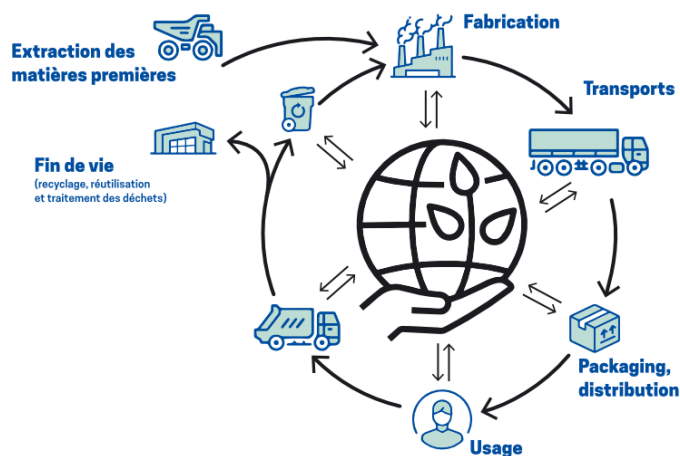 Fabrication
Extraction des
matières premières
Transports
Fin de vie
(recyclage, réutilisation
et traitement des déchets)
Packaging,
distribution
Usage